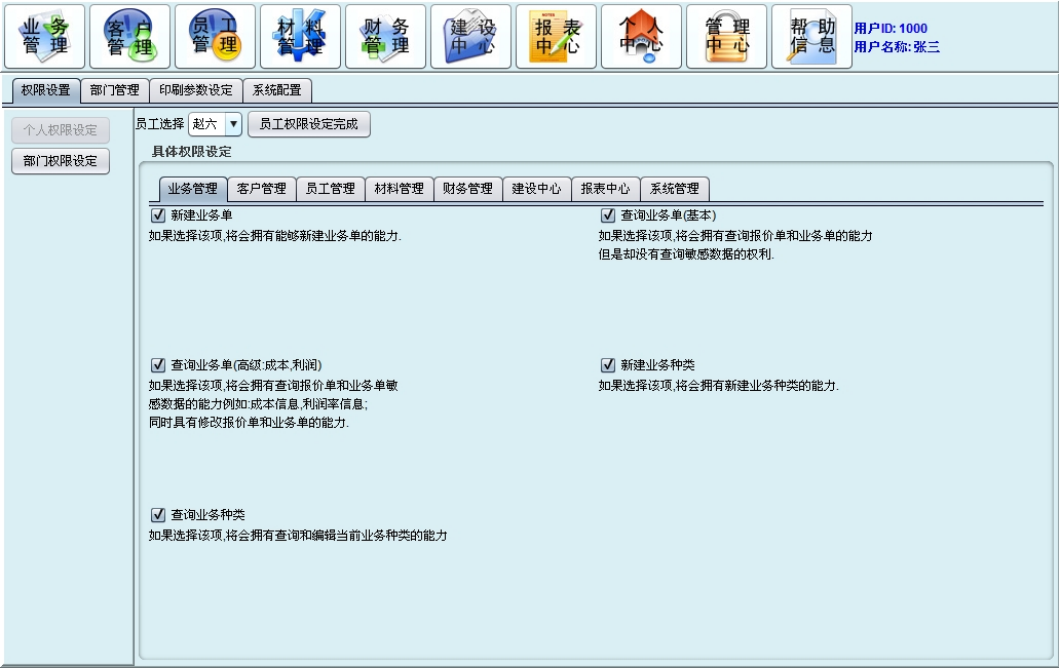 业务管理 客户管理 员工管理 材料管理 财务管理 建设中心 报表中心 个人中心 管理中心 帮助信息
用户ID: 1000
用户名称:张三
权限设置 部门管理 印刷参数设定 系统配置
个人权限设定
部门权限设定
员工选择 赵六 员工权限设定完成
具体权限设定
业务管理 客户管理 员工管理 材料管理 财务管理 建设中心 报表中心 系统管理
新建业务单
如果选择该项,将会拥有能够新建业务单的能力.
查询业务单(基本)
如果选择该项,将会拥有查询报价单和业务单的能力
但是却没有查询敏感数据的权利.
查询业务单(高级:成本,利润)
如果选择该项,将会拥有查询报价单和业务单敏
感数据的能力例如:成本信息,利润率信息;
同时具有修改报价单和业务单的能力.
新建业务种类
如果选择该项,将会拥有新建业务种类的能力.
查询业务种类
如果选择该项,将会拥有查询和编辑当前业务种类的能力